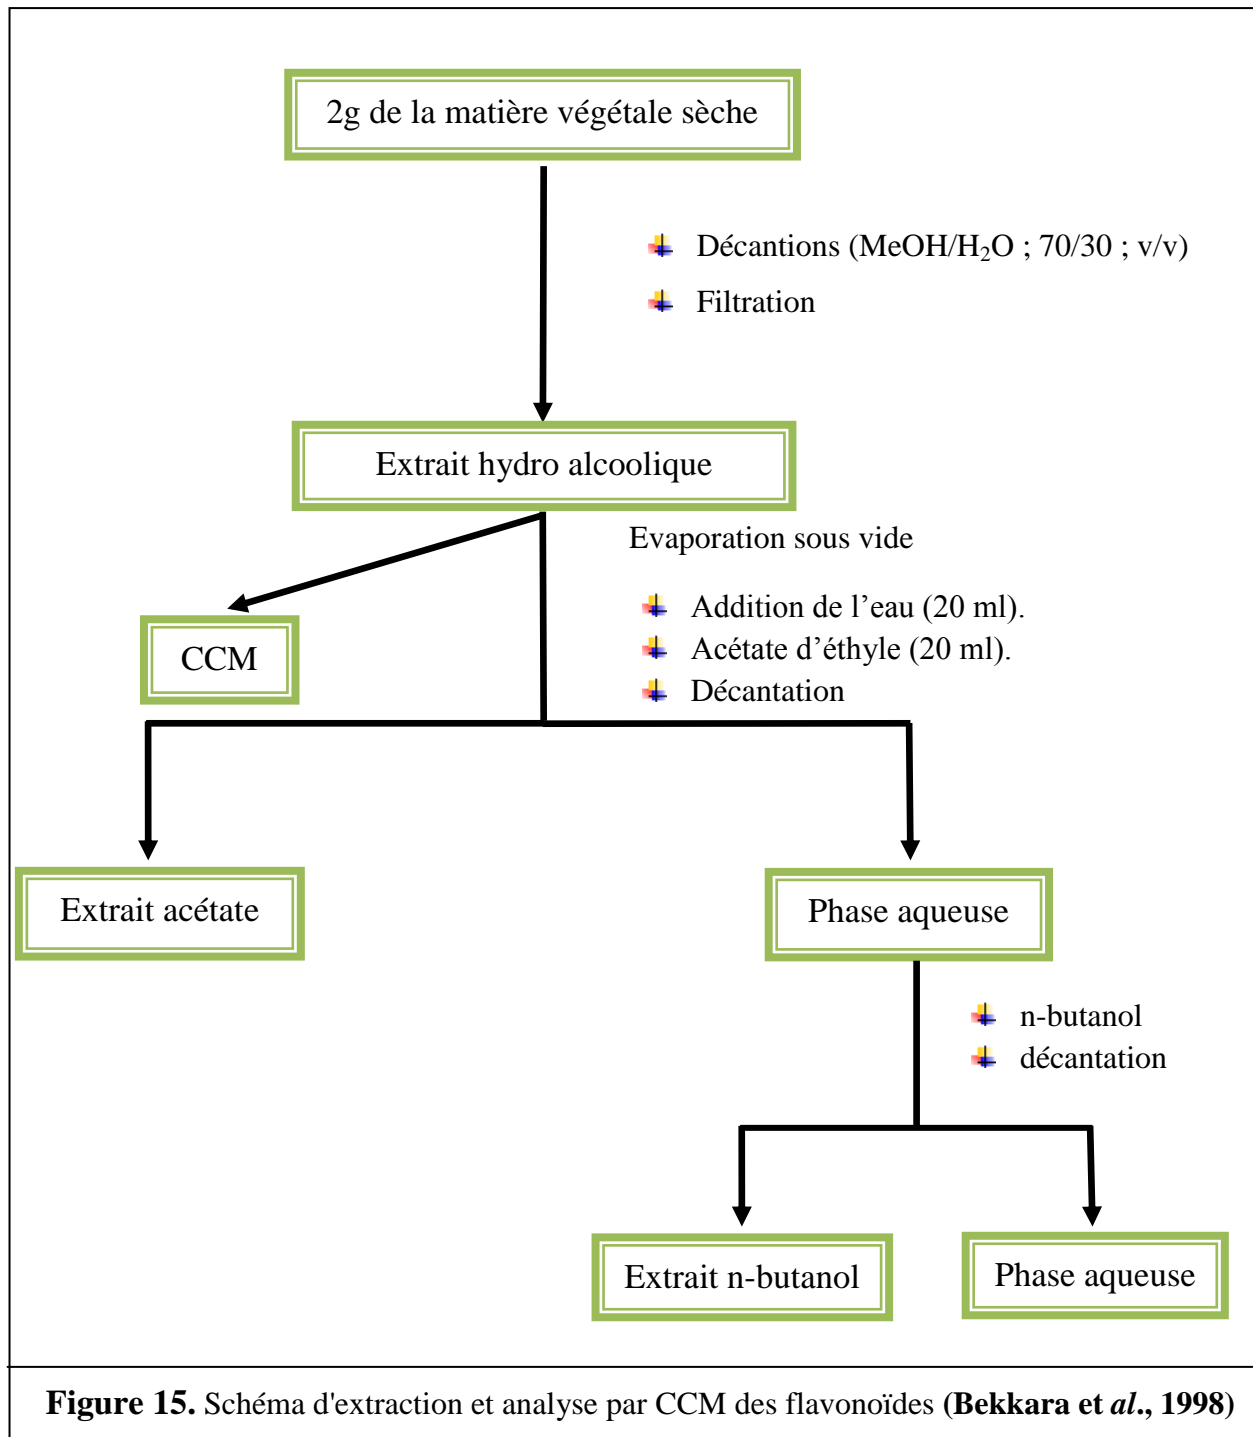 2g de la matière végétale sèche
Décantions (MeOH/H₂O ; 70/30 ; v/v)
Filtration
Extrait hydro alcoolique
Evaporation sous vide
Addition de l’eau (20 ml).
Acétate d’éthyle (20 ml).
Décantation
CCM
Extrait acétate
Phase aqueuse
n-butanol
décantation
Extrait n-butanol
Phase aqueuse
Figure 15. Schéma d'extraction et analyse par CCM des flavonoïdes (Bekkara et al., 1998)